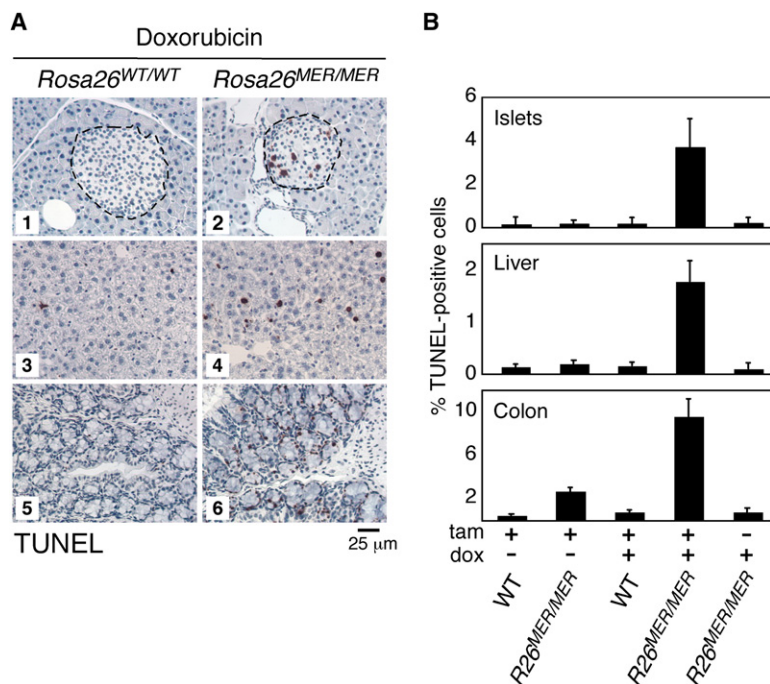 A
Doxorubicin
Rosa26WT/WT Rosa26MER/MER
1 2
3 4
5 6
TUNEL
25 μm
B
% TUNEL-positive cells
6
Islets
4
2
0
2
Liver
1
0
10
Colon
6
2
tam + + + + -
dox - - + + +
WT R26MER/MER WT R26MER/MER R26MER/MER